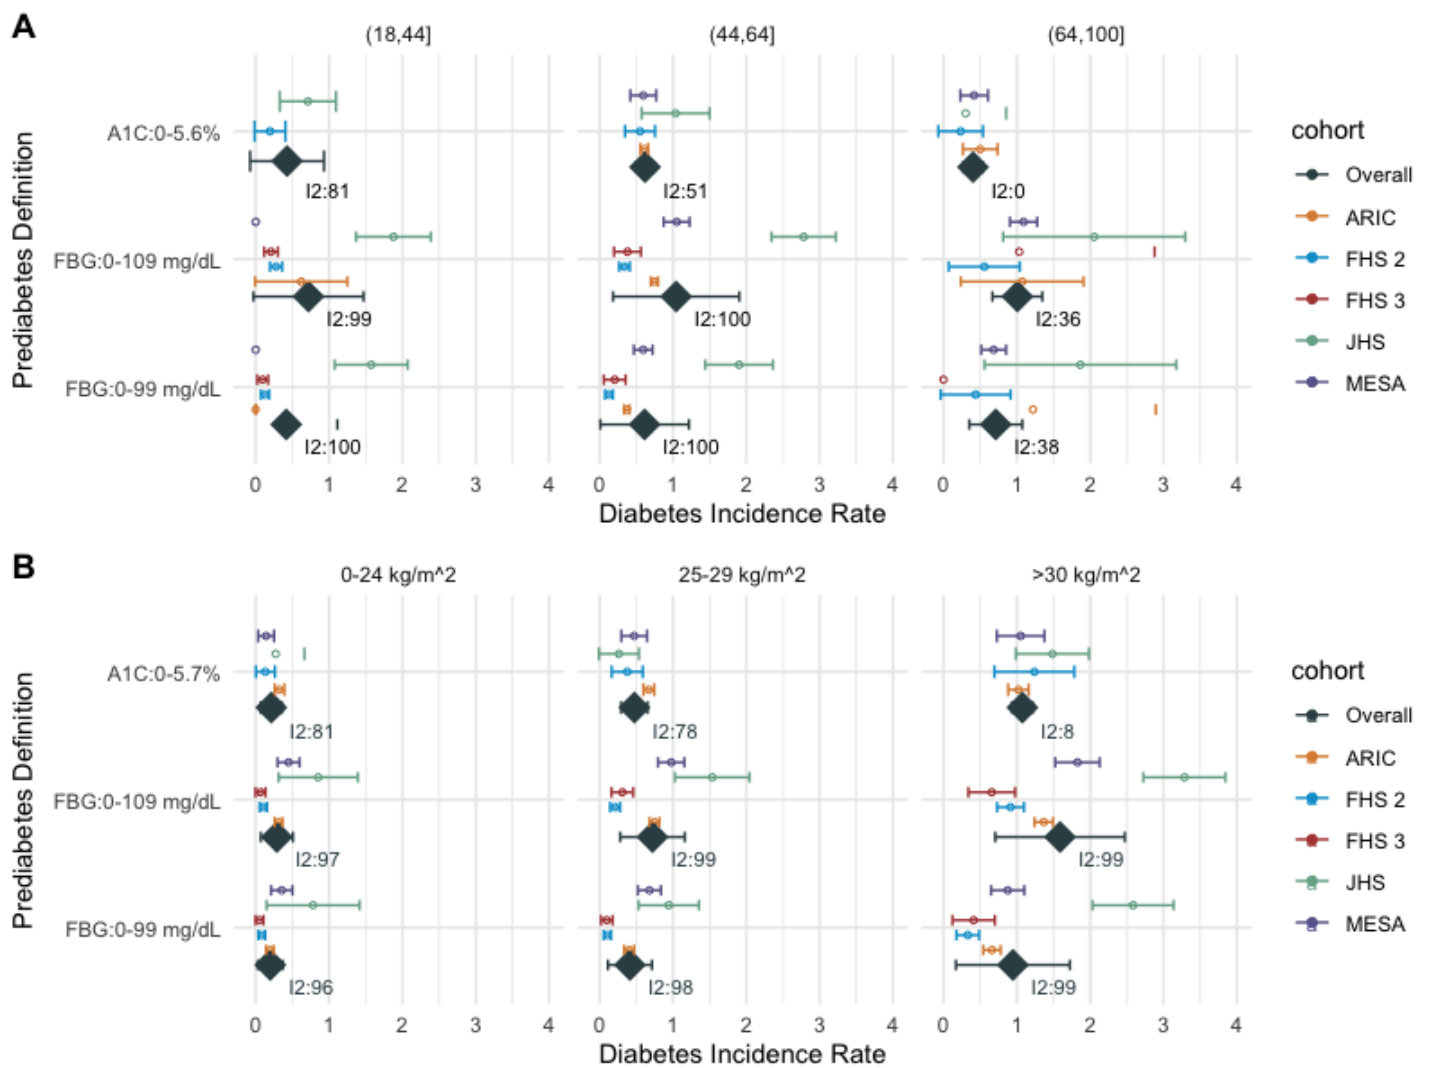 A
(18,44]
(44,64]
(64,100]
Prediabetes Definition
A1C:0-5.6%
I2:81
I2:51
I2:0
FBG:0-109 mg/dL
I2:99
I2:100
I2:36
FBG:0-99 mg/dL
I2:100
I2:100
I2:38
0 1 2 3 4
0 1 2 3 4
0 1 2 3 4
Diabetes Incidence Rate
cohort
Overall
ARIC
FHS 2
FHS 3
JHS
MESA
B
0-24 kg/m^2
25-29 kg/m^2
>30 kg/m^2
Prediabetes Definition
A1C:0-5.7%
I2:81
I2:78
I2:8
FBG:0-109 mg/dL
I2:97
I2:99
I2:99
FBG:0-99 mg/dL
I2:96
I2:98
I2:99
0 1 2 3 4
0 1 2 3 4
0 1 2 3 4
Diabetes Incidence Rate
cohort
Overall
ARIC
FHS 2
FHS 3
JHS
MESA